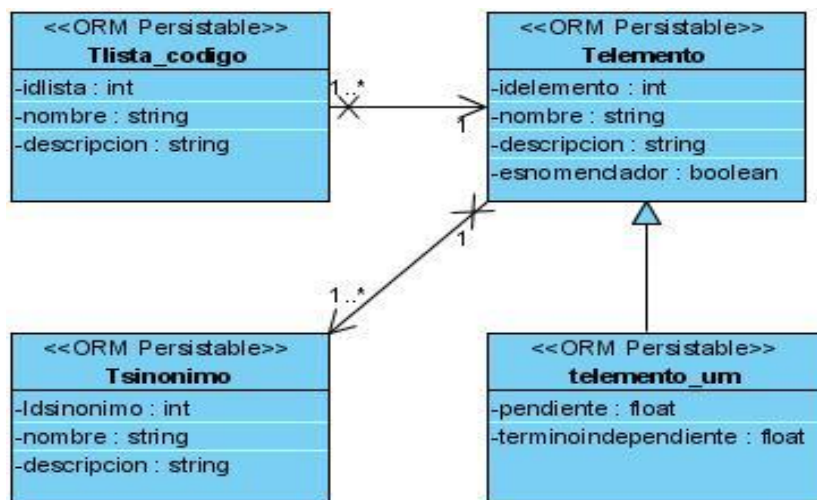 <<ORM Persistable>>
Tlista_codigo
-idlista : int
-nombre : string
-descripcion : string
1..*
1
<<ORM Persistable>>
Telemento
-idelemento : int
-nombre : string
-descripcion : string
-esnomenclador : boolean
1
1..*
<<ORM Persistable>>
Tsinonimo
-Idsinonimo : int
-nombre : string
-descripcion : string
<<ORM Persistable>>
telemento_um
-pendiente : float
-terminoindependiente : float